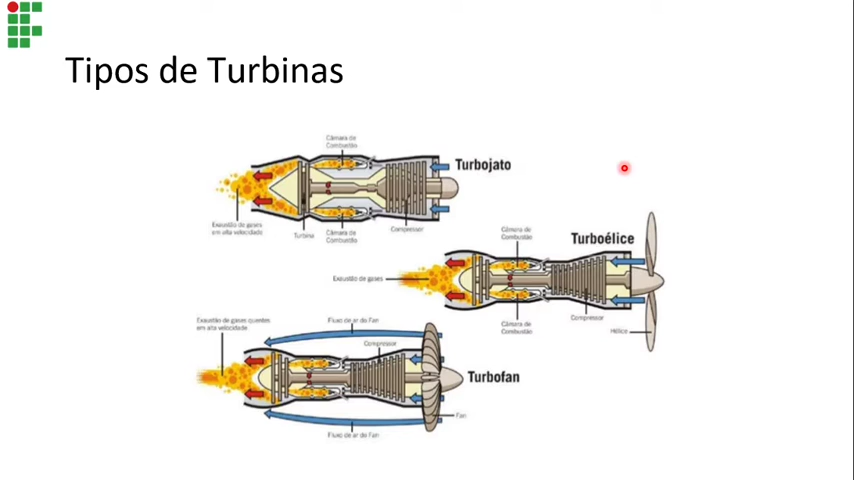 Tipos de Turbinas
Câmara de
Combustão
Turbojato
Exaustão de gases
em alta velocidade
Turbina
Câmara de
Combustão
Compressor
Câmara de
Combustão
Turboélice
Exaustão de gases
Câmara de
Combustão
Compressor
Hélice
Exaustão de gases quentes
em alta velocidade
Fluxo de ar do Fan
Compressor
Turbofan
Fan
Fluxo de ar do Fan